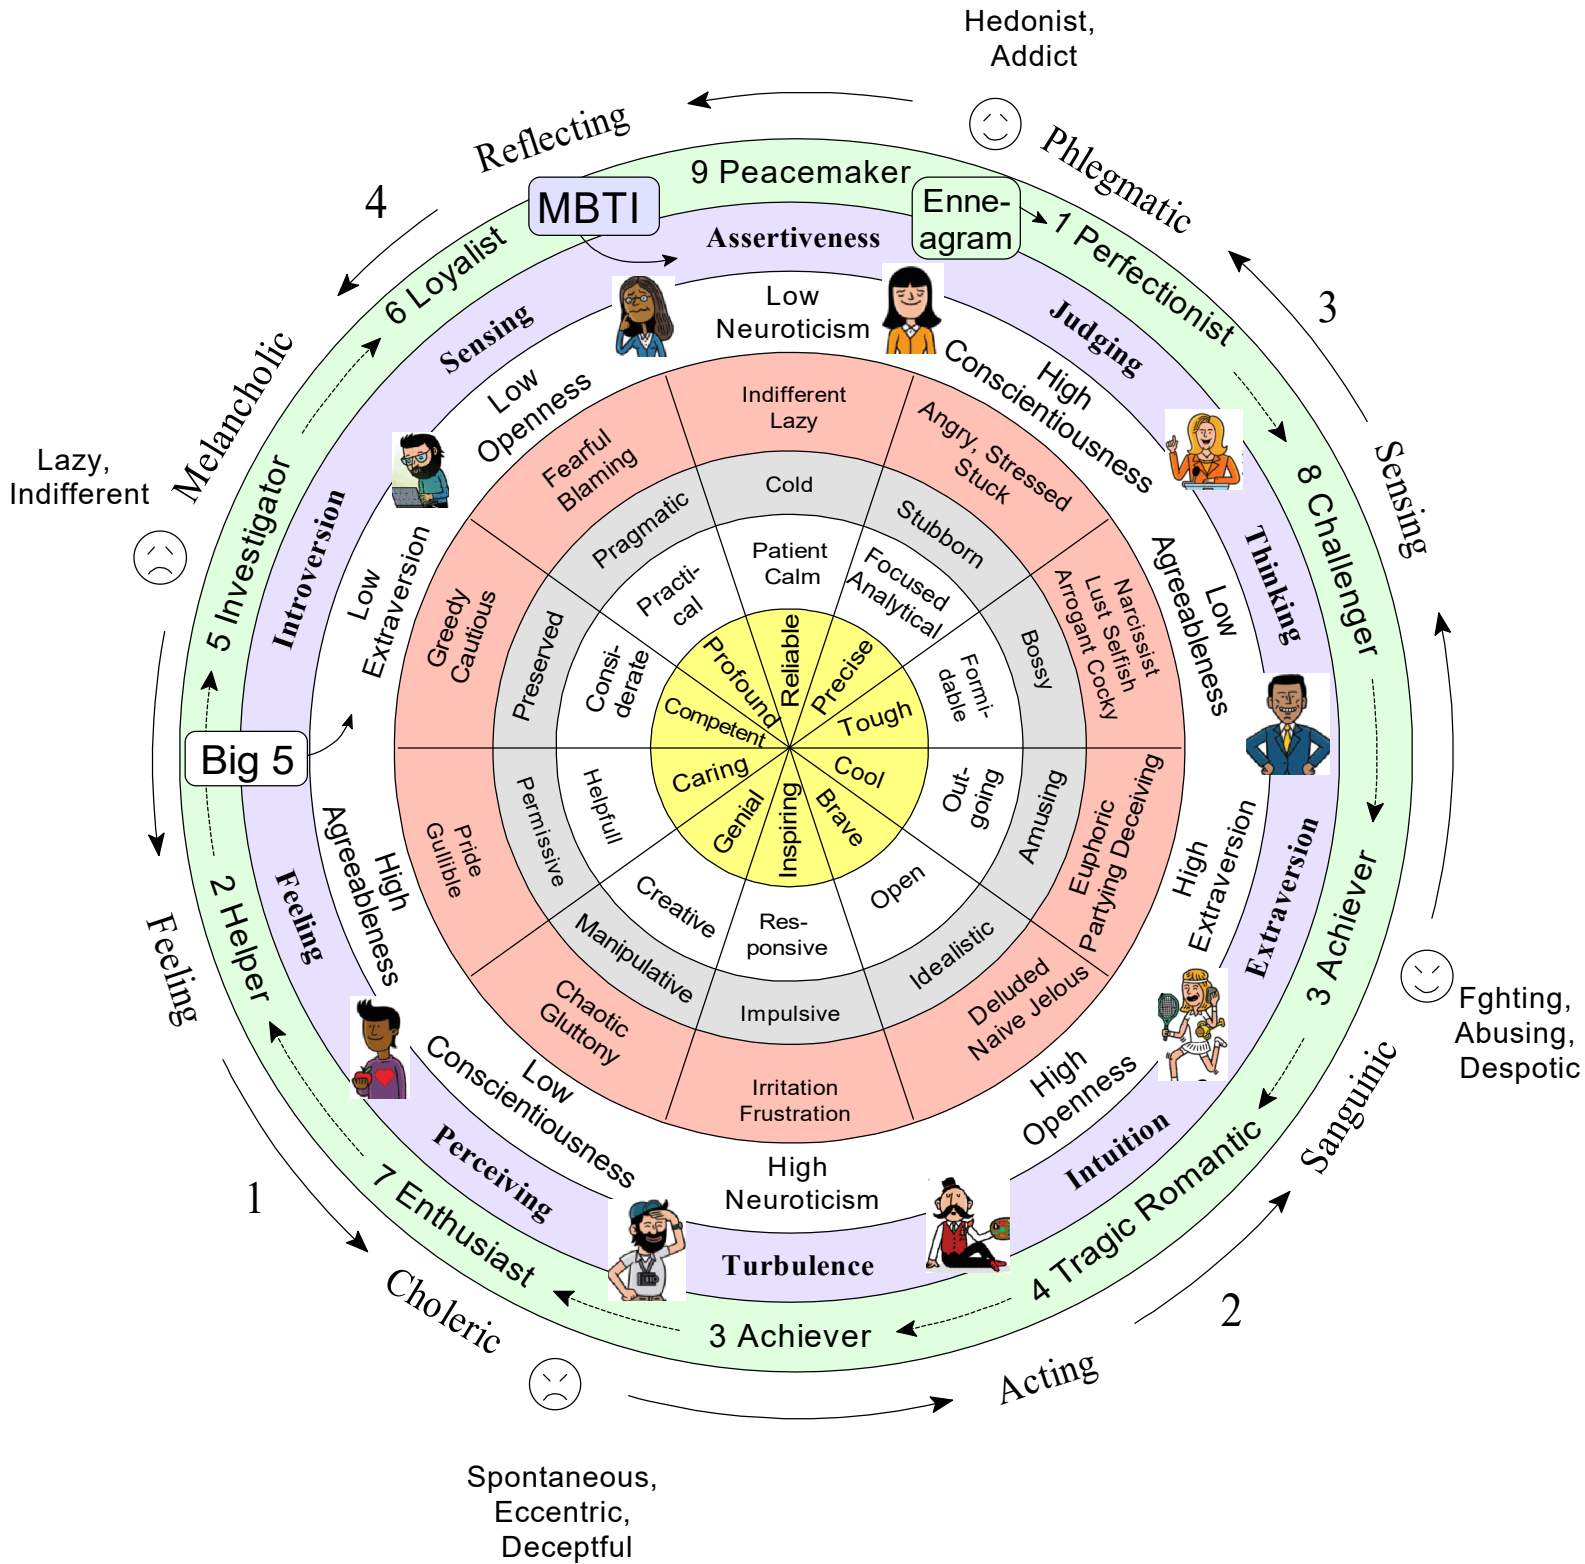 Hedonist,
Addict
Reflecting
Phlegmatic
4
3
1
2
Melancholic
Sensing
Lazy,
Indifferent
Feeling
Sanguinic
Fghting,
Abusing,
Despotic
Choleric
Acting
Spontaneous,
Eccentric,
Deceptful
MBTI
Enne-
agram
Big 5
9 Peacemaker
1 Perfectionist
8 Challenger
3 Achiever
4 Tragic Romantic
3 Achiever
7 Enthusiast
2 Helper
5 Investigator
6 Loyalist
Assertiveness
Judging
Thinking
Extraversion
Intuition
Turbulence
Perceiving
Feeling
Introversion
Sensing
Low
Neuroticism
High
Conscientiousness
Low
Agreeableness
High
Extraversion
High
Openness
High
Neuroticism
Low
Conscientiousness
High
Agreeableness
Low
Extraversion
Low
Openness
Indifferent
Lazy
Angry, Stressed
Stuck
Narcissist
Lust Selfish
Arrogant Cocky
Euphoric
Partying Deceiving
Deluded
Naive Jelous
Irritation
Frustration
Chaotic
Gluttony
Pride
Gullible
Greedy
Cautious
Fearful
Blaming
Cold
Stubborn
Bossy
Amusing
Idealistic
Impulsive
Manipulative
Permissive
Preserved
Pragmatic
Patient
Calm
Focused
Analytical
Formi-
dable
Out-
going
Open
Res-
ponsive
Creative
Helpfull
Consi-
derate
Practi-
cal
Reliable
Precise
Tough
Cool
Brave
Inspiring
Genial
Caring
Competent
Profound